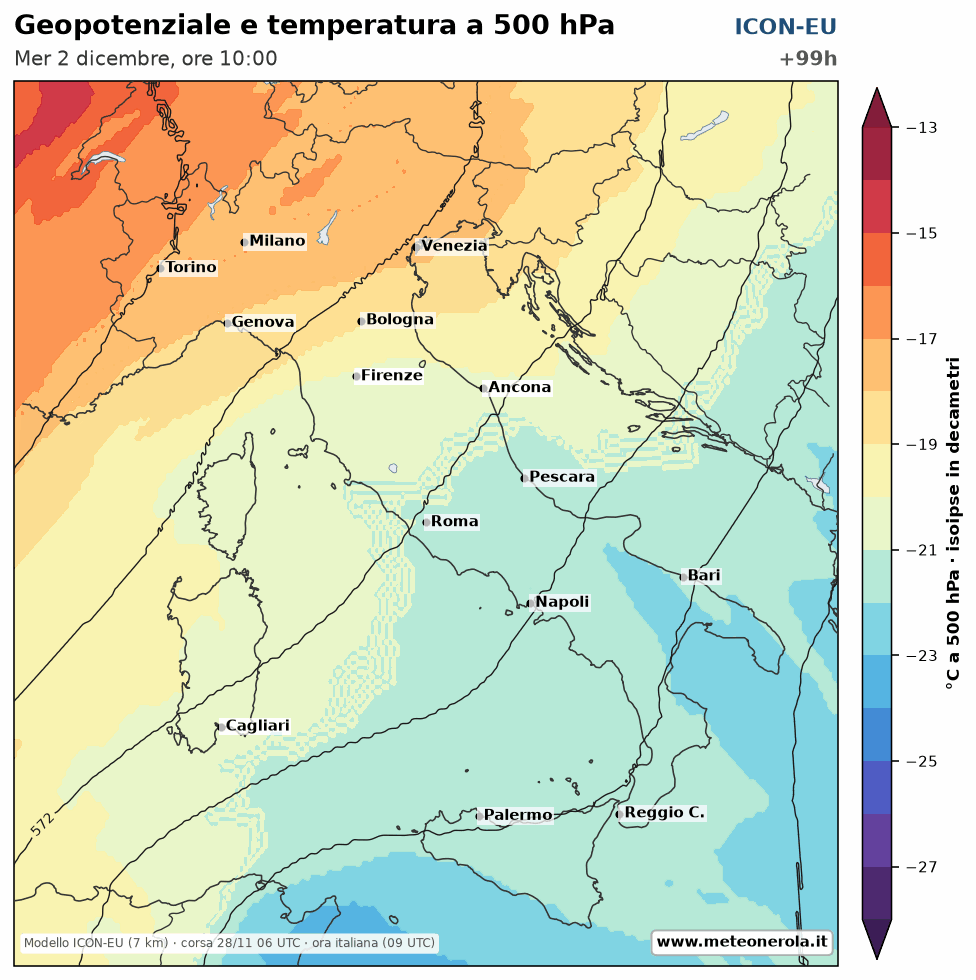 Geopotenziale e temperatura a 500 hPa
ICON-EU
Mer 2 dicembre, ore 10:00
+99h
Milano
Venezia
Torino
Genova
Bologna
Firenze
Ancona
Pescara
Roma
Bari
Napoli
Cagliari
572
Palermo
Reggio C.
−13
−15
−17
−19
−21
−23
−25
−27
°C a 500 hPa · isoipse in decametri
Modello ICON-EU (7 km) · corsa 28/11 06 UTC · ora italiana (09 UTC)
www.meteonerola.it